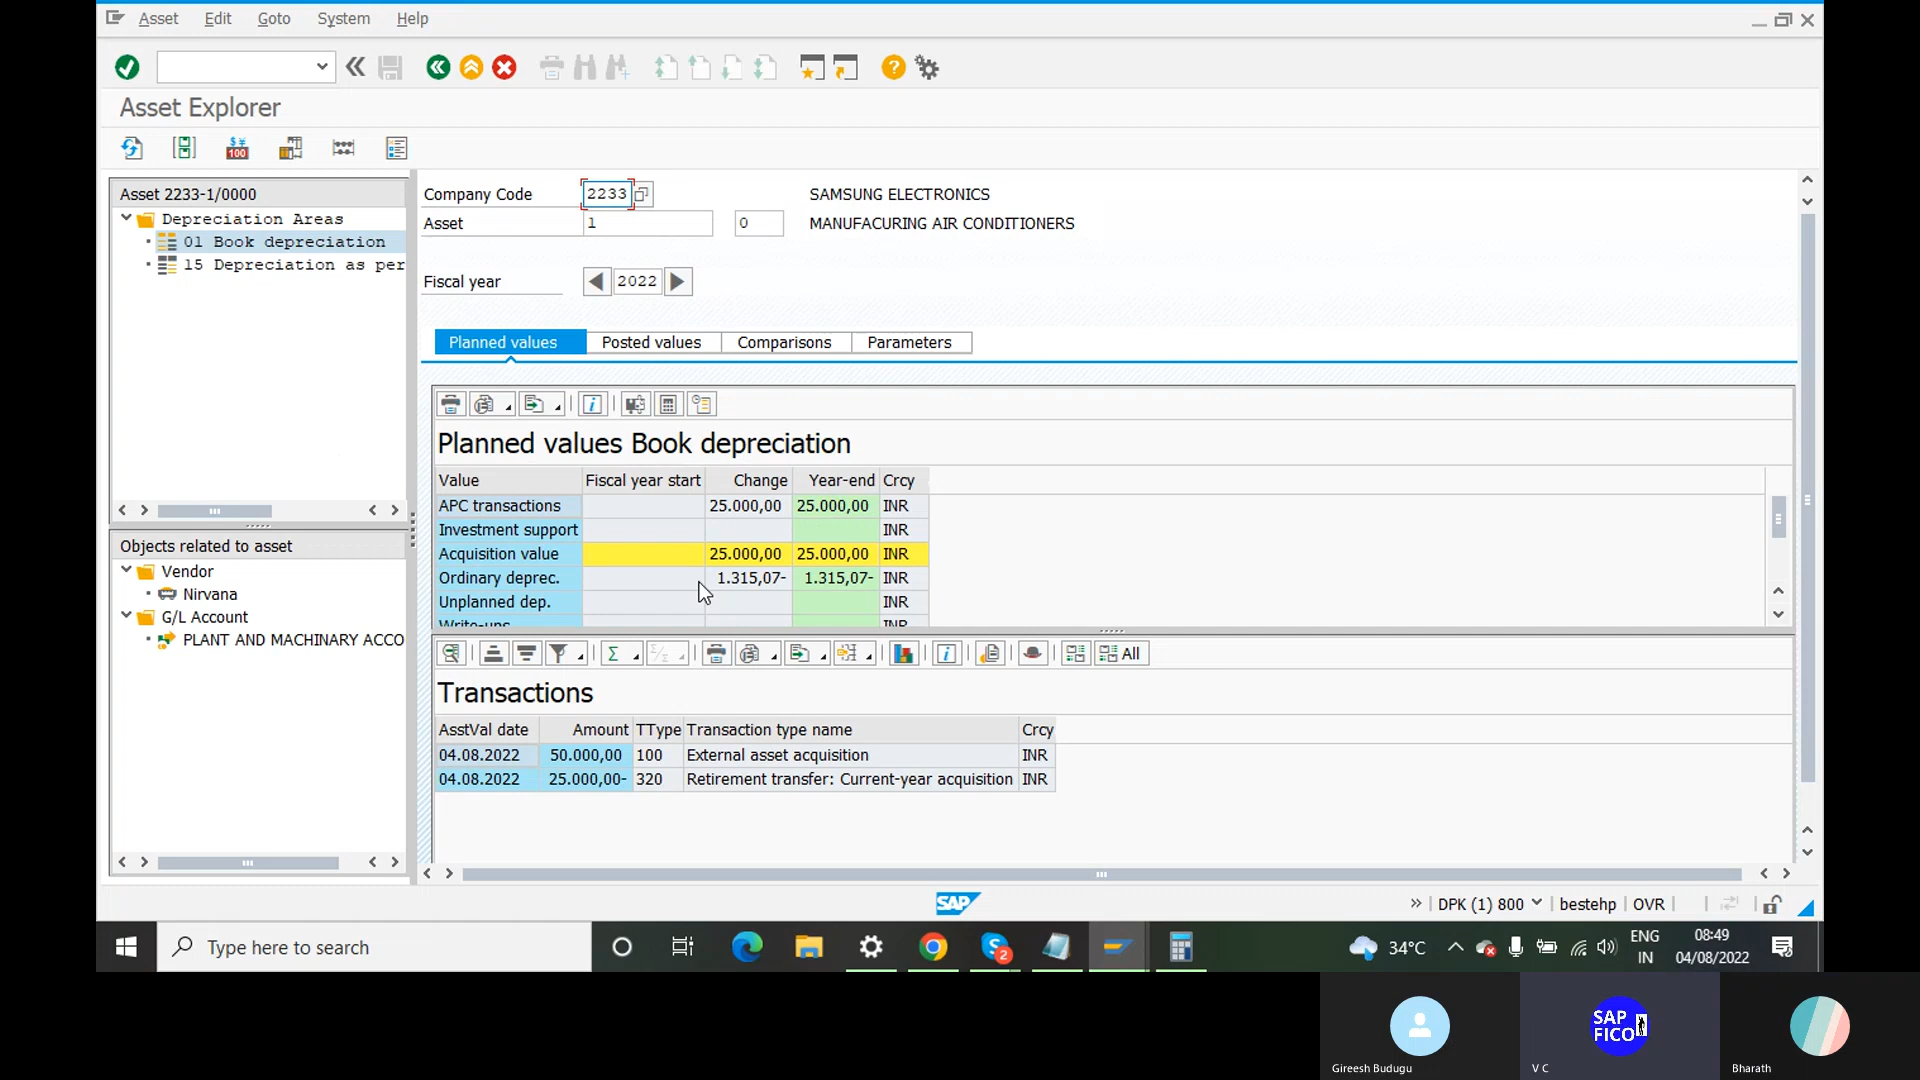 Asset Edit Goto System Help
Asset Explorer
Asset 2233-1/0000
Depreciation Areas
01 Book depreciation
15 Depreciation as per
Company Code 2233 SAMSUNG ELECTRONICS
Asset 1 0 MANUFACURING AIR CONDITIONERS
Fiscal year 2022
Planned values Posted values Comparisons Parameters
Planned values Book depreciation
Value Fiscal year start Change Year-end Crcy
APC transactions 25.000,00 25.000,00 INR
Investment support INR
Acquisition value 25.000,00 25.000,00 INR
Ordinary deprec. 1.315,07- 1.315,07- INR
Unplanned dep. INR
Write-ups INR
Objects related to asset
Vendor
Nirvana
G/L Account
PLANT AND MACHINARY ACCO
All
Transactions
AsstVal date Amount TType Transaction type name Crcy
04.08.2022 50.000,00 100 External asset acquisition INR
04.08.2022 25.000,00- 320 Retirement transfer: Current-year acquisition INR
SAP
DPK (1) 800 bestehp OVR
Type here to search
2
34°C
ENG
IN
08:49
04/08/2022
SAP
FICO
Gireesh Budugu
V C
Bharath